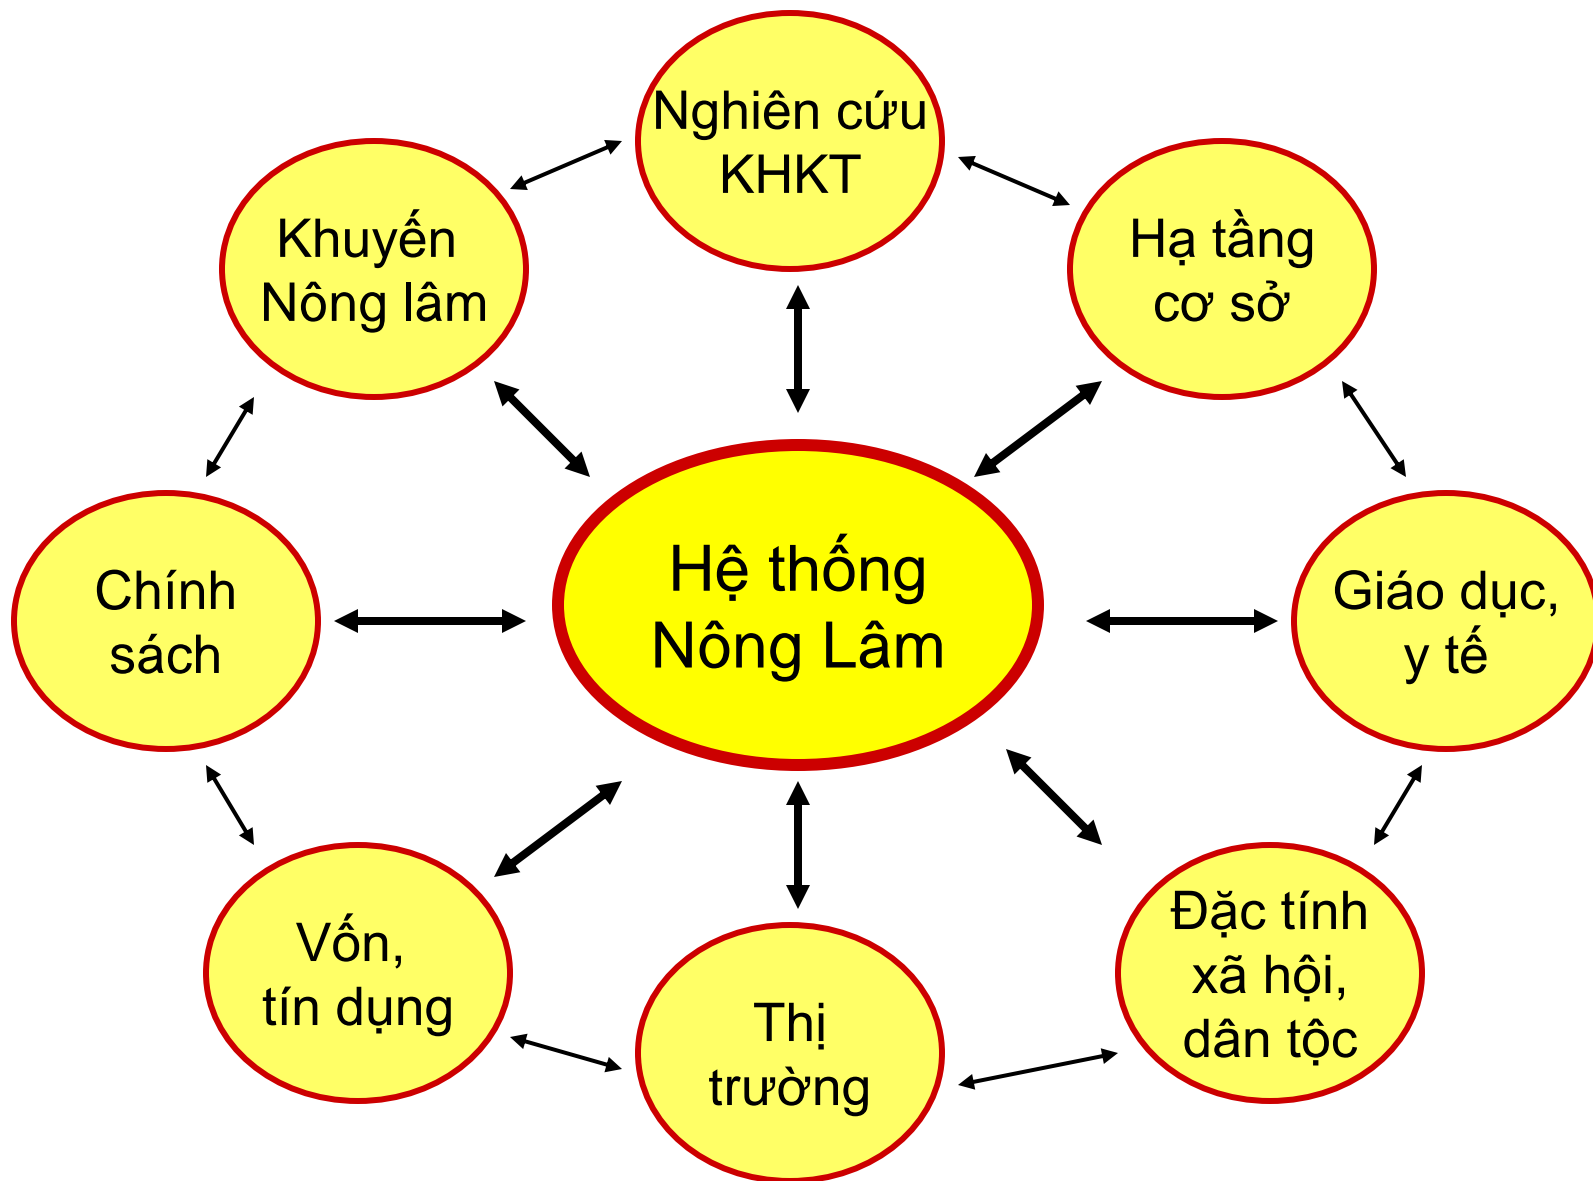 Nghiên cứu
KHKT
Khuyến
Nông lâm
Hạ tầng
cơ sở
Hệ thống
Nông Lâm
Chính
sách
Giáo dục,
y tế
Vốn,
tín dụng
Thị
trường
Đặc tính
xã hội,
dân tộc